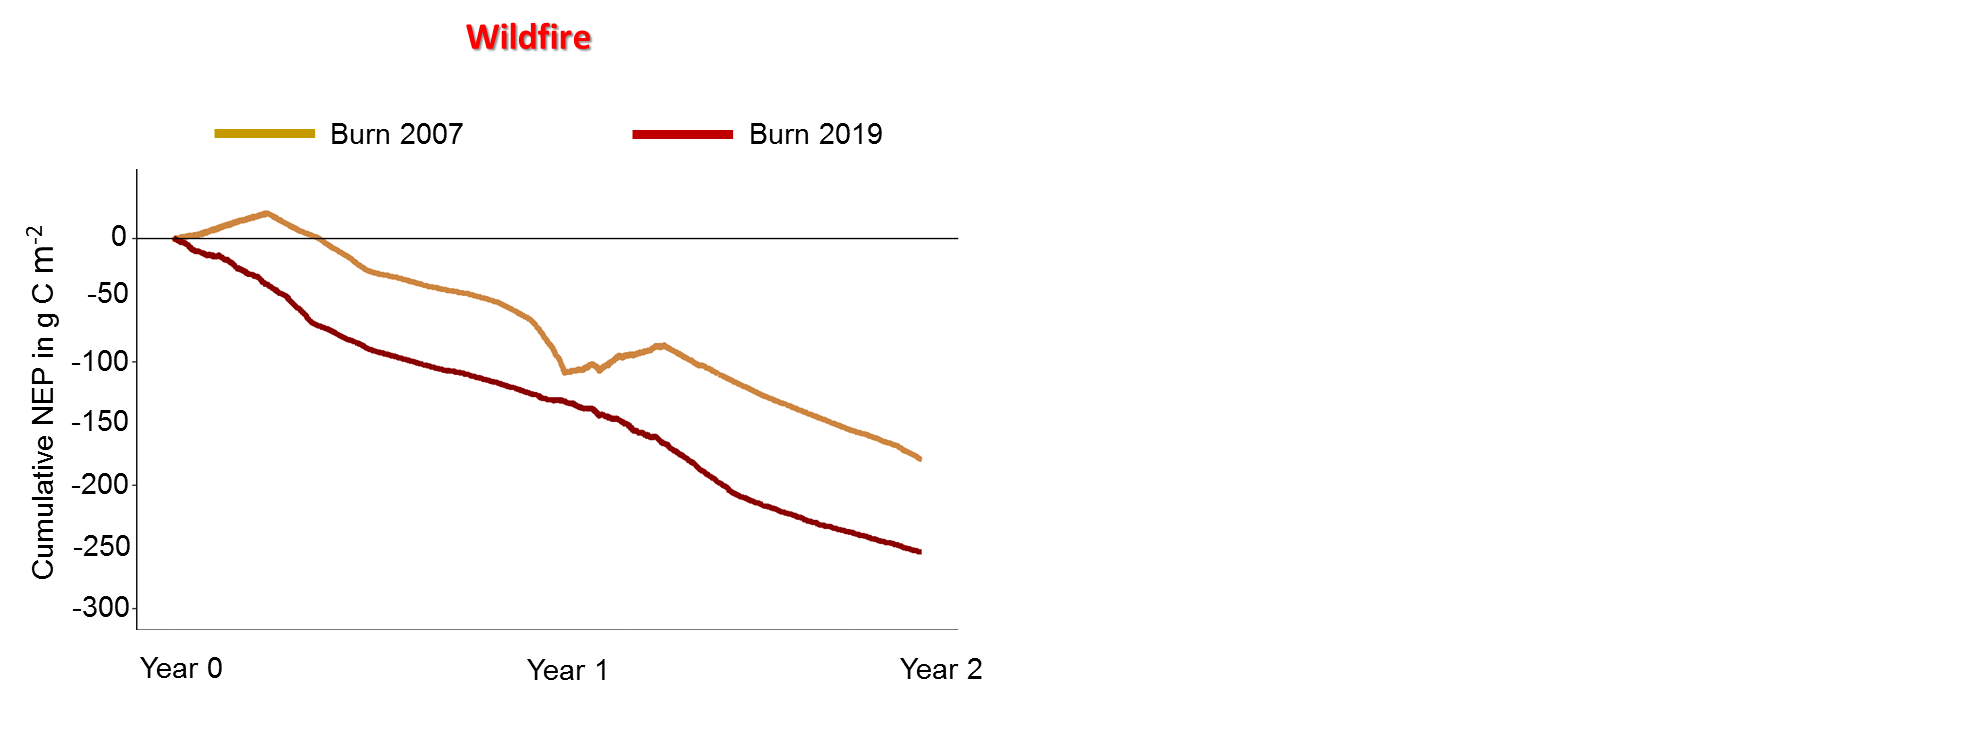 Wildfire
Burn 2007
Burn 2019
Cumulative NEP in g C m-2
0
-50
-100
-150
-200
-250
-300
Year 0
Year 1
Year 2